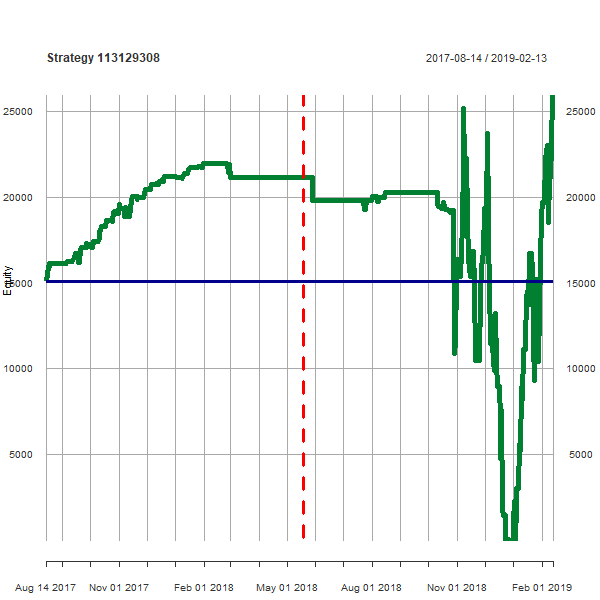 Strategy 113129308
2017-08-14 / 2019-02-13
25000
25000
20000
20000
Equity
15000
15000
10000
10000
5000
5000
Aug 14 2017
Nov 01 2017
Feb 01 2018
May 01 2018
Aug 01 2018
Nov 01 2018
Feb 01 2019